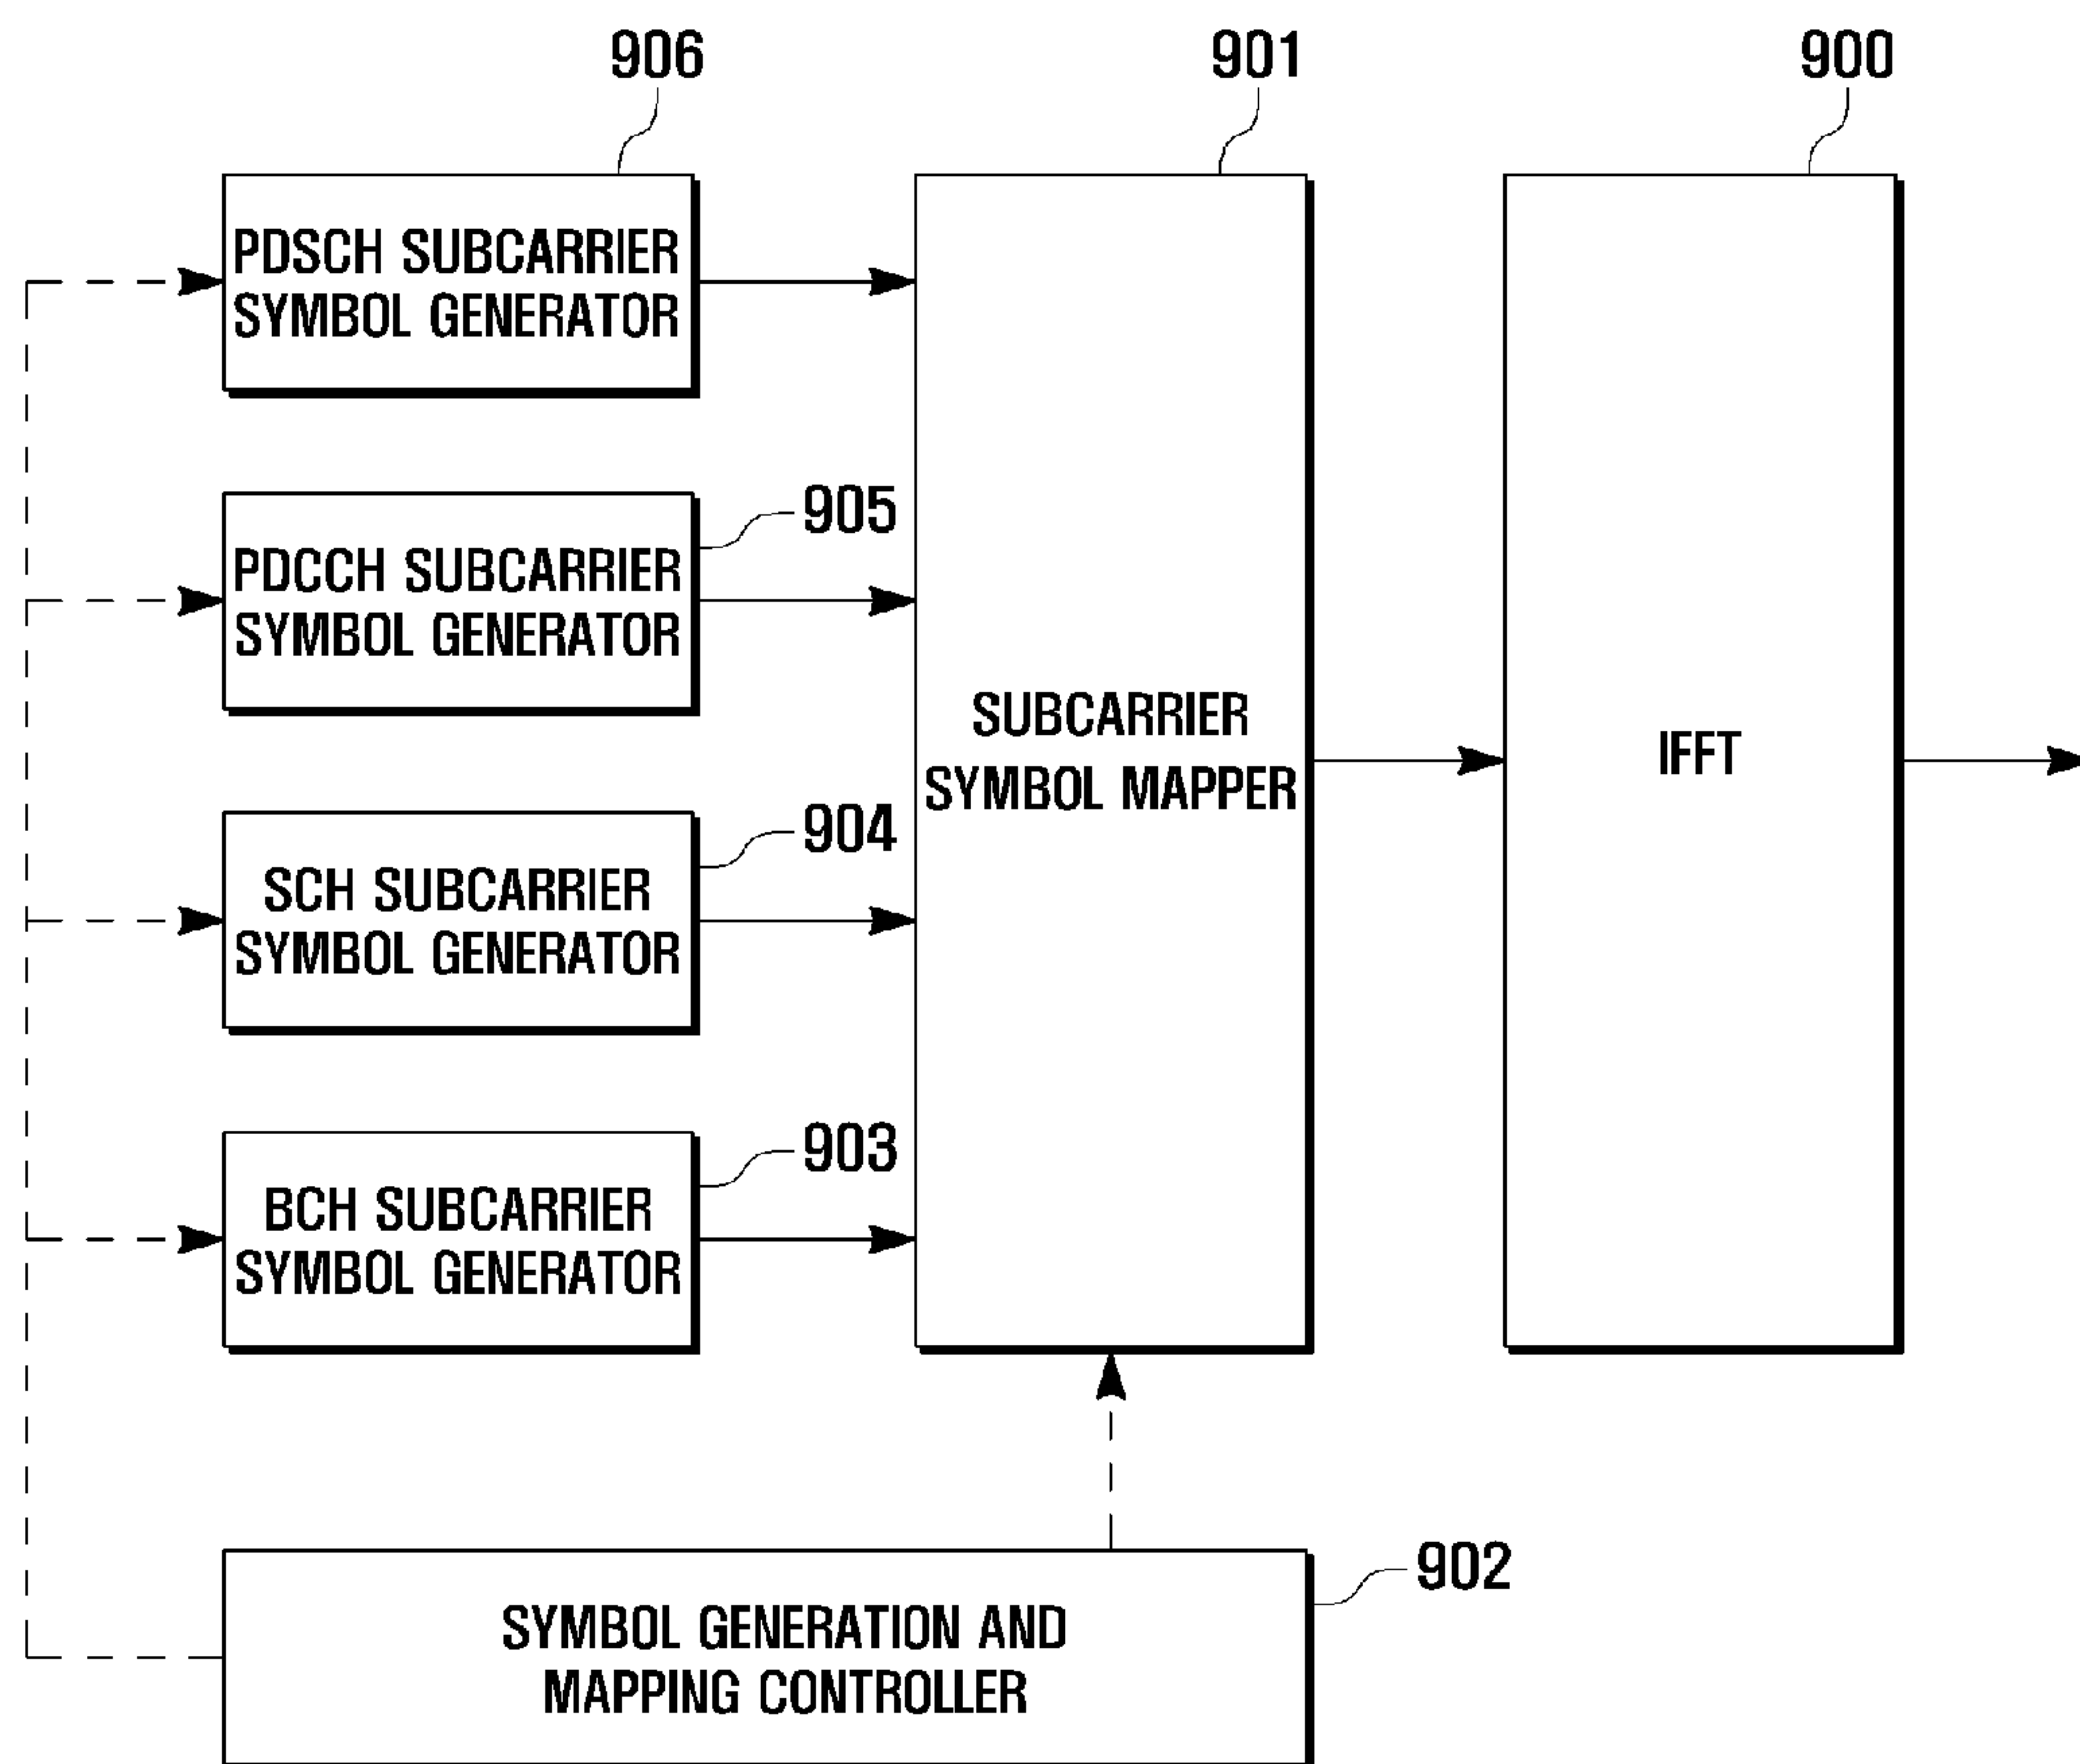 906
901
900
PDSCH SUBCARRIER
SYMBOL GENERATOR
905
PDCCH SUBCARRIER
SYMBOL GENERATOR
SUBCARRIER
SYMBOL MAPPER
IFFT
904
SCH SUBCARRIER
SYMBOL GENERATOR
903
BCH SUBCARRIER
SYMBOL GENERATOR
902
SYMBOL GENERATION AND
MAPPING CONTROLLER